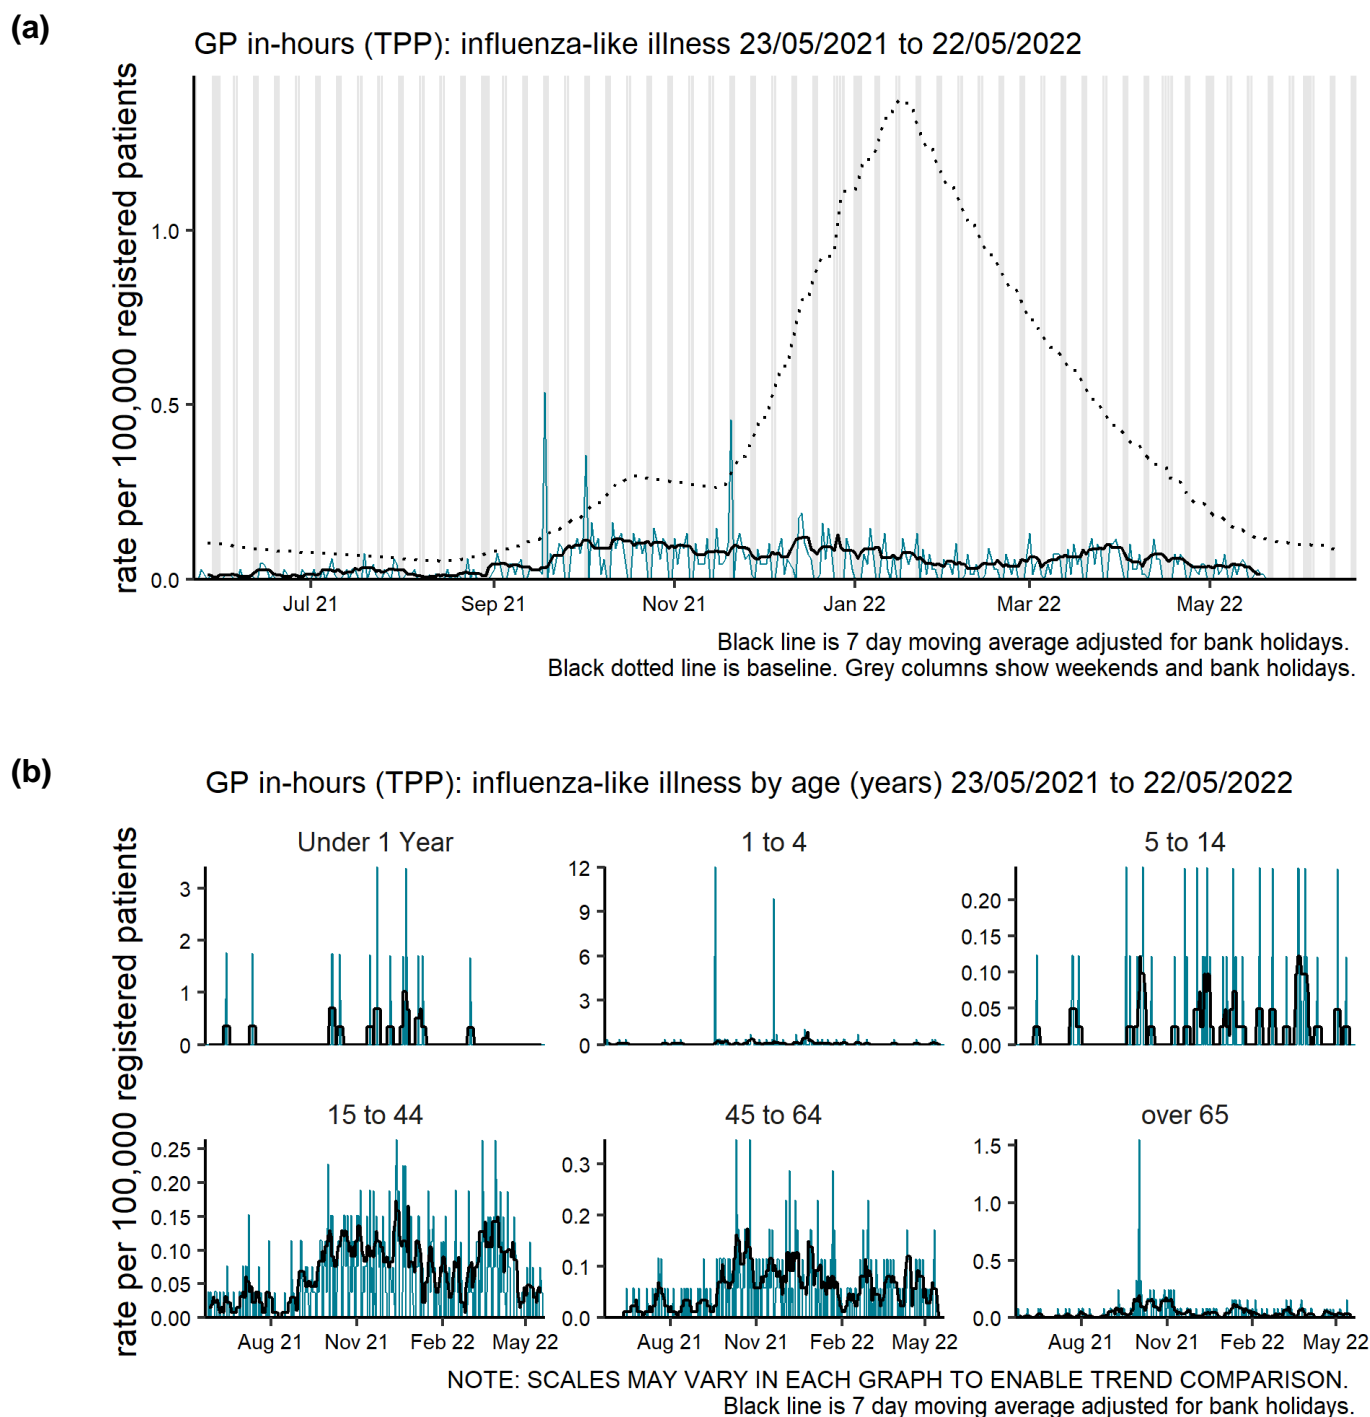 (a)
GP in-hours (TPP): influenza-like illness 23/05/2021 to 22/05/2022
rate per 100,000 registered patients
1.0
0.5
0.0
Jul 21 Sep 21 Nov 21 Jan 22 Mar 22 May 22
Black line is 7 day moving average adjusted for bank holidays.
Black dotted line is baseline. Grey columns show weekends and bank holidays.
(b)
GP in-hours (TPP): influenza-like illness by age (years) 23/05/2021 to 22/05/2022
rate per 100,000 registered patients
Under 1 Year
3
2
1
0
1 to 4
12
9
6
3
0
5 to 14
0.20
0.15
0.10
0.05
0.00
15 to 44
0.25
0.20
0.15
0.10
0.05
0.00
Aug 21 Nov 21 Feb 22 May 22
45 to 64
0.3
0.2
0.1
0.0
Aug 21 Nov 21 Feb 22 May 22
over 65
1.5
1.0
0.5
0.0
Aug 21 Nov 21 Feb 22 May 22
NOTE: SCALES MAY VARY IN EACH GRAPH TO ENABLE TREND COMPARISON.
Black line is 7 day moving average adjusted for bank holidays.